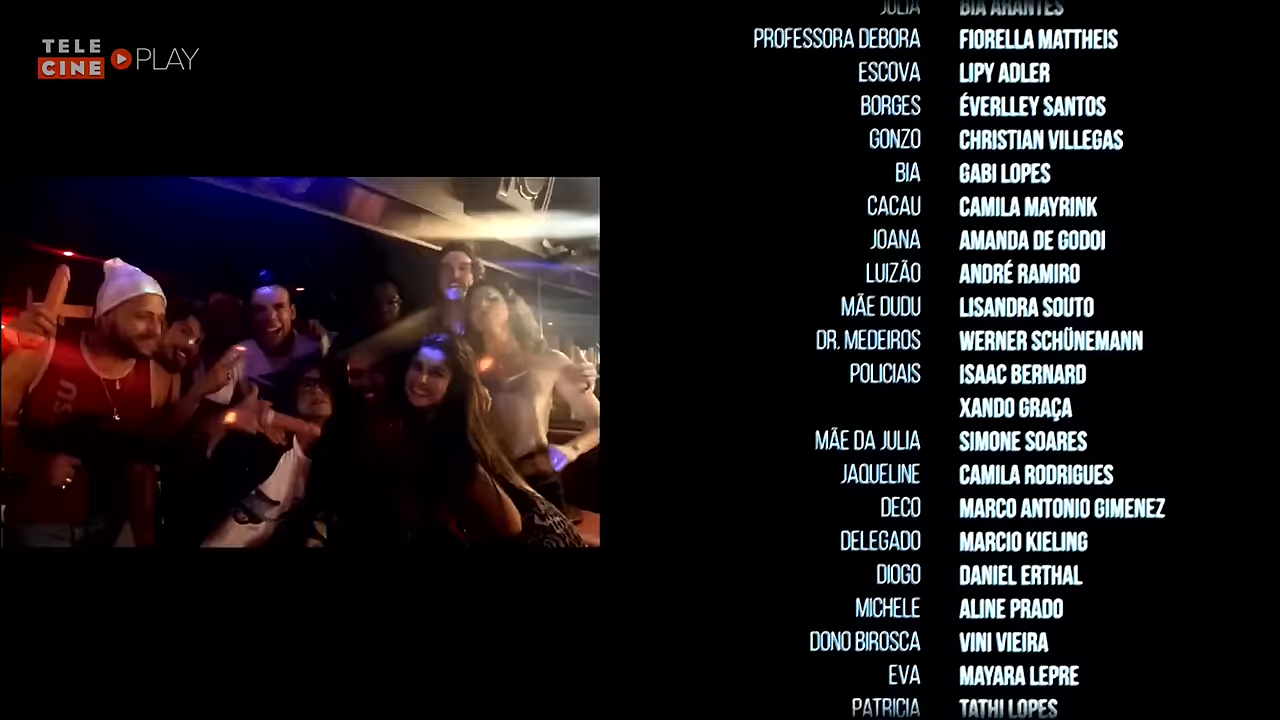 TELE
CINE PLAY
JULIA BIA ARANTES
PROFESSORA DEBORA FIORELLA MATTHEIS
ESCOVA LIPY ADLER
BORGES ÉVERLLEY SANTOS
GONZO CHRISTIAN VILLEGAS
BIA GABI LOPES
CACAU CAMILA MAYRINK
JOANA AMANDA DE GODOI
LUIZÃO ANDRÉ RAMIRO
MÃE DUDU LISANDRA SOUTO
DR. MEDEIROS WERNER SCHÜNEMANN
POLICIAIS ISAAC BERNARD
XANDO GRAÇA
MÃE DA JULIA SIMONE SOARES
JAQUELINE CAMILA RODRIGUES
DECO MARCO ANTONIO GIMENEZ
DELEGADO MARCIO KIELING
DIOGO DANIEL ERTHAL
MICHELE ALINE PRADO
DONO BIROSCA VINI VIEIRA
EVA MAYARA LEPRE
PATRICIA TATHI LOPES